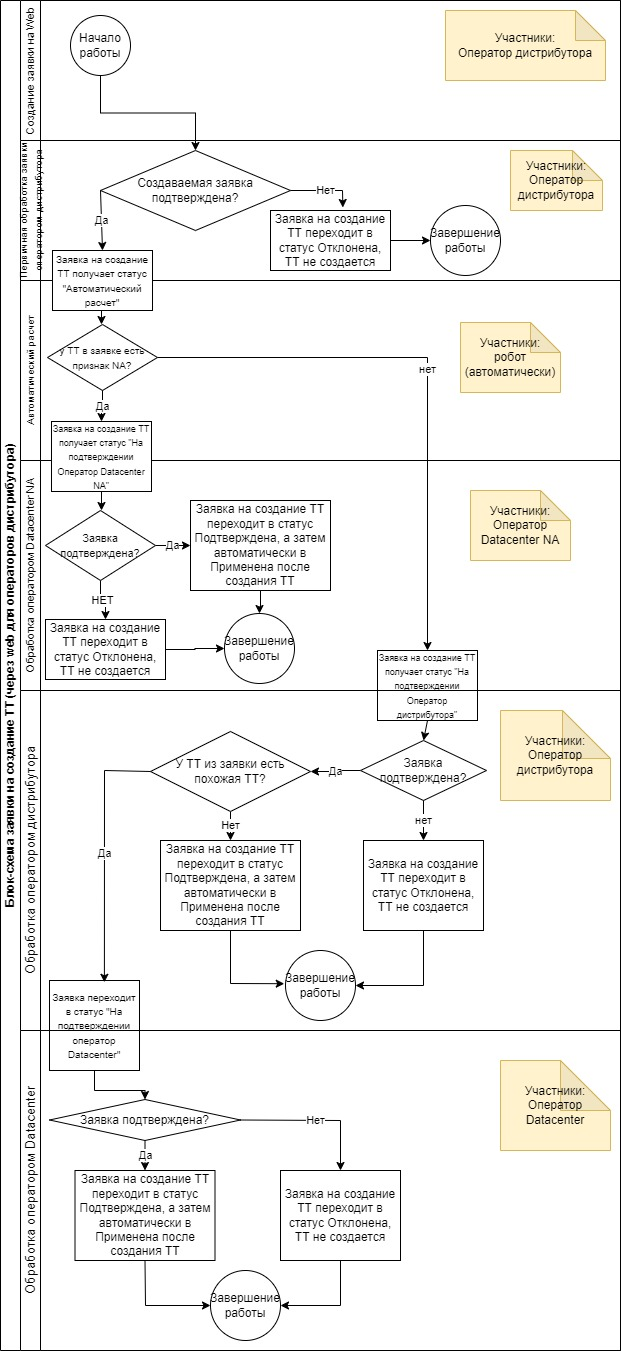 Блок-схема заявки на создание ТТ (через web для операторов дистрибутора)
Создание заявки на Web
Начало
работы
Участники:
Оператор дистрибутора
Первичная обработка заявки
оператором дистрибутора
Создаваемая заявка
подтверждена?
Нет
Да
Заявка на создание
ТТ переходит в
статус Отклонена,
ТТ не создается
Завершение
работы
Участники:
Оператор
дистрибутора
Заявка на создание
ТТ получает статус
"Автоматический
расчет"
Автоматический расчет
у ТТ в заявке есть
признак NA?
нет
Да
Участники:
робот
(автоматически)
Заявка на создание ТТ
получает статус "На
подтверждении
Оператор Datacenter
NA"
Обработка оператором Datacenter NA
Заявка
подтверждена?
Да
Заявка на создание ТТ
переходит в статус
Подтверждена, а затем
автоматически в
Применена после
создания ТТ
Участники:
Оператор
Datacenter NA
НЕТ
Заявка на создание
ТТ переходит в
статус Отклонена,
ТТ не создается
Завершение
работы
Заявка на создание ТТ
получает статус "На
подтверждении
Оператор
дистрибутора"
Обработка оператором дистрибутора
У ТТ из заявки есть
похожая ТТ?
Да
Заявка
подтверждена?
Участники:
Оператор
дистрибутора
Да
Нет
нет
Заявка на создание ТТ
переходит в статус
Подтверждена, а затем
автоматически в
Применена после
создания ТТ
Заявка на создание
ТТ переходит в
статус Отклонена,
ТТ не создается
Завершение
работы
Заявка переходит
в статус "На
подтверждении
оператор
Datacenter"
Обработка оператором Datacenter
Заявка подтверждена?
Нет
Да
Участники:
Оператор
Datacenter
Заявка на создание ТТ
переходит в статус
Подтверждена, а затем
автоматически в
Применена после
создания ТТ
Заявка на создание
ТТ переходит в
статус Отклонена,
ТТ не создается
Завершение
работы